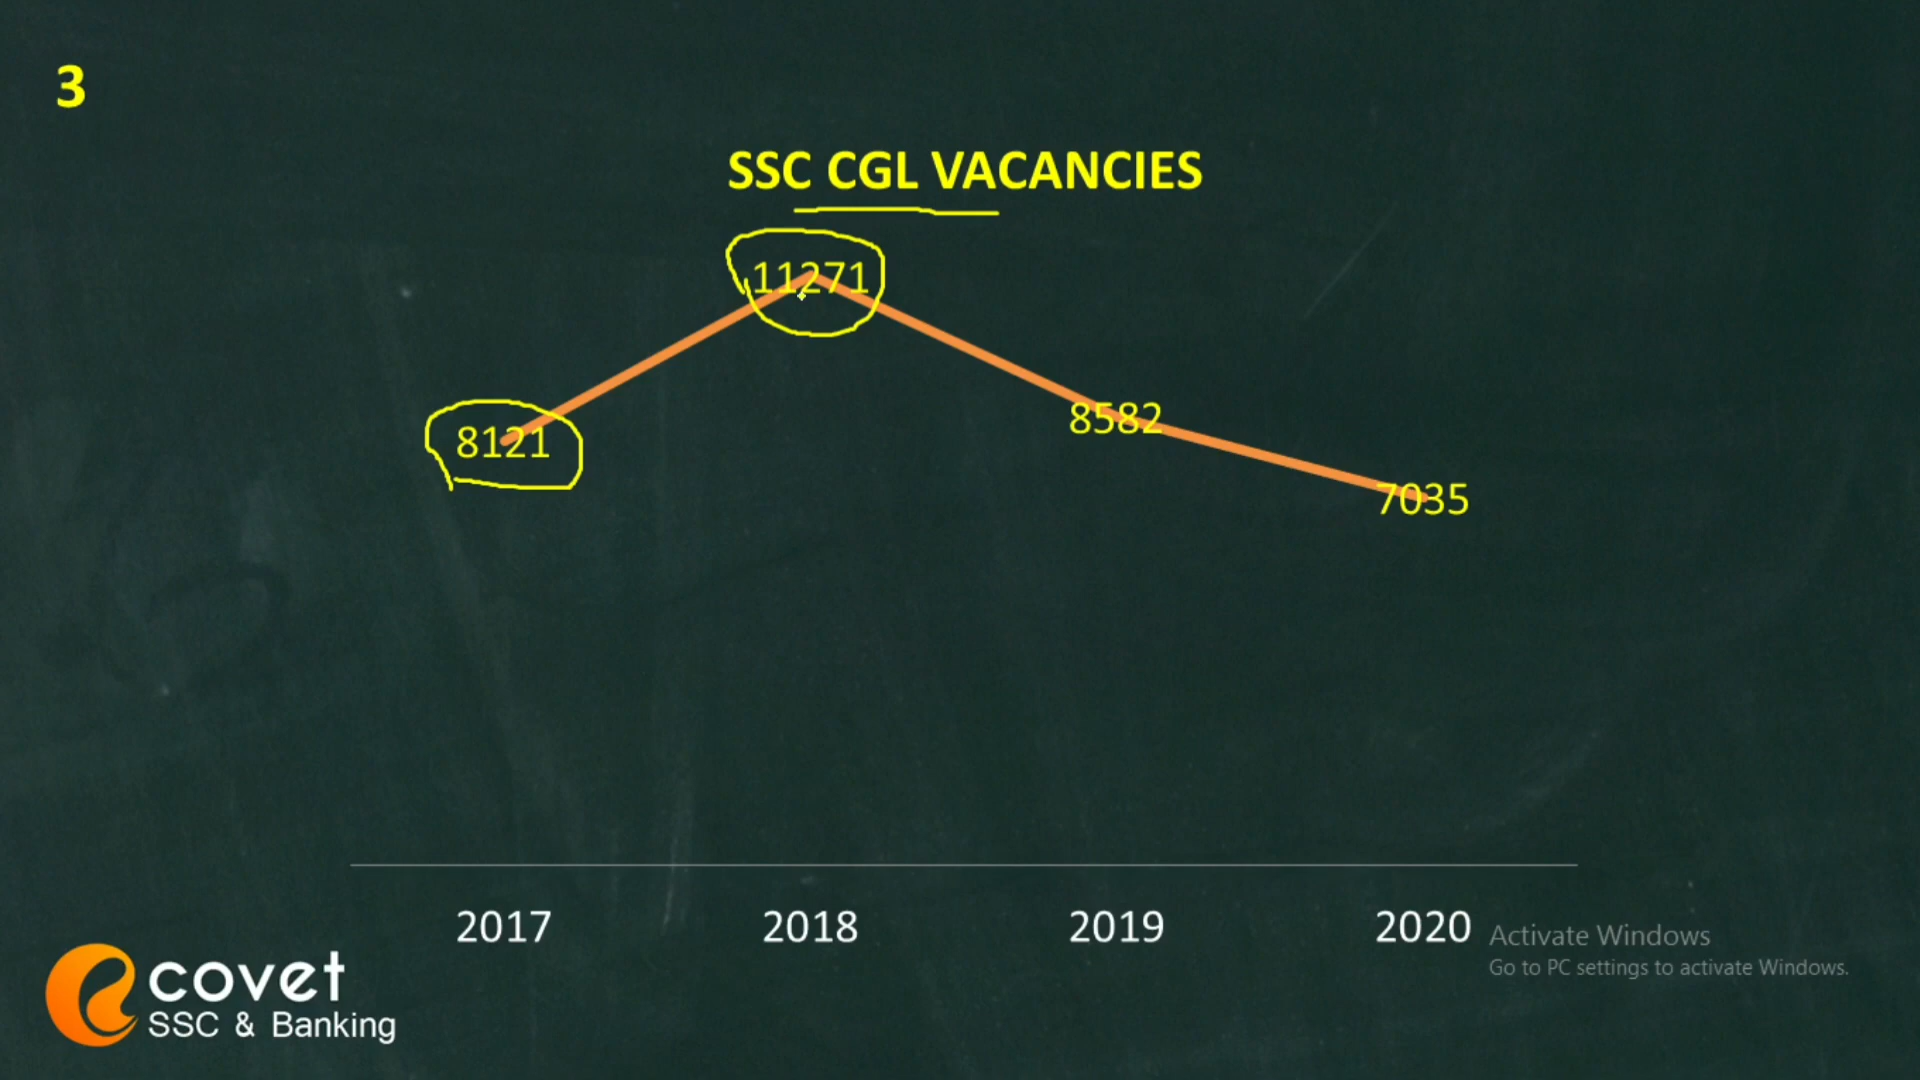 3
SSC CGL VACANCIES
11271
8121
8582
7035
2017 2018 2019 2020
Activate Windows
Go to PC settings to activate Windows.
covet
SSC & Banking